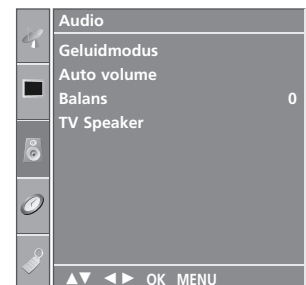 Audio
Geluidmodus
Auto volume
Balans 0
TV Speaker
▲▼ ◄► OK MENU